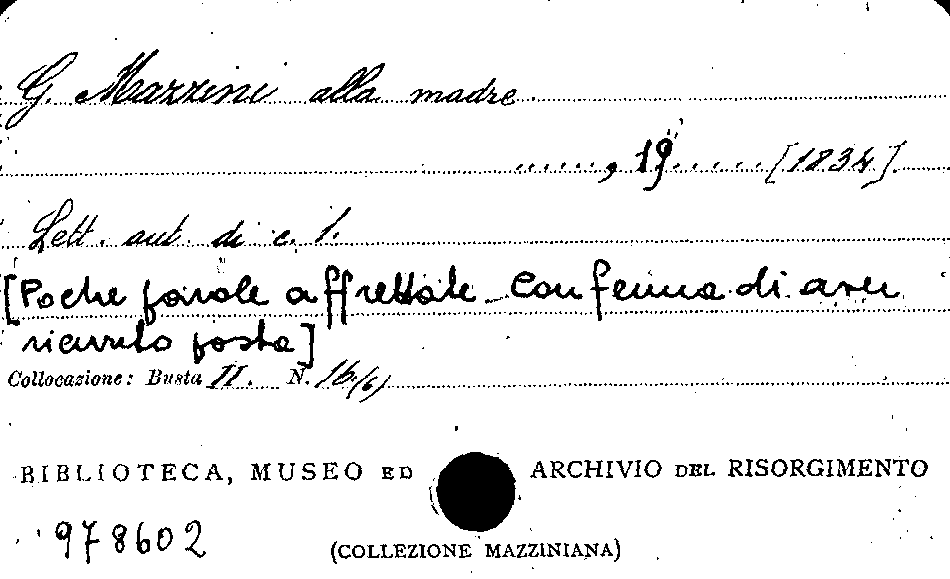 G. Mazzini alla madre
......, 19 ......[1834].
Lett. aut. di c. 1.
[Poche parole affrettate - Conferma di aver
ricevuto posta]
Collocazione: Busta II. N. 16(6)
BIBLIOTECA, MUSEO ED ARCHIVIO DEL RISORGIMENTO
978602
(COLLEZIONE MAZZINIANA)